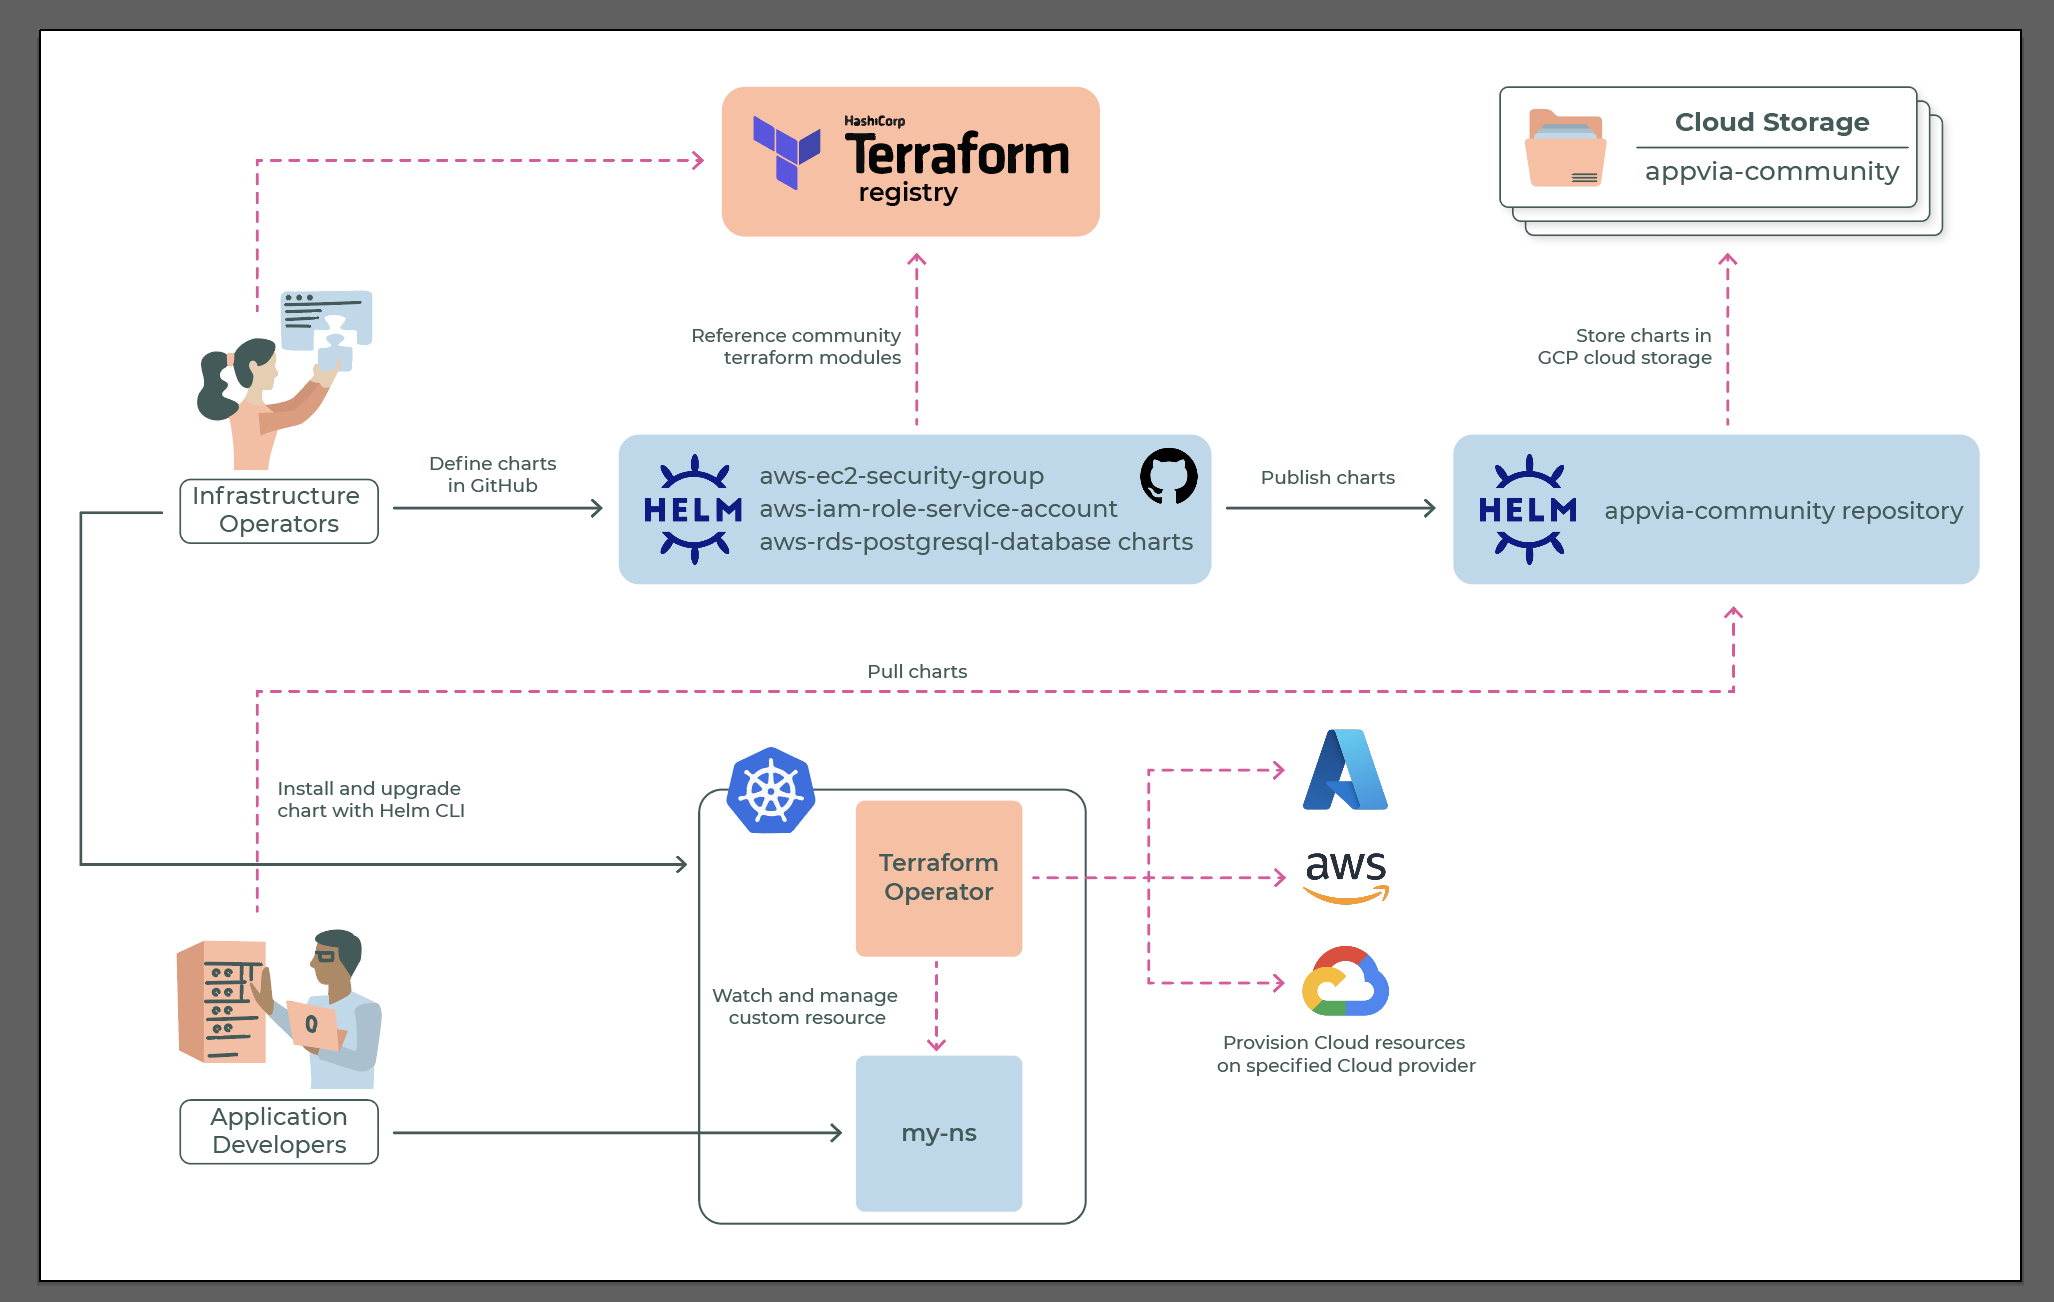 HashiCorp
Terraform
registry
Cloud Storage
appvia-community
Reference community
terraform modules
Store charts in
GCP cloud storage
Infrastructure
Operators
Define charts
in GitHub
HELM
aws-ec2-security-group
aws-iam-role-service-account
aws-rds-postgresql-database charts
Publish charts
HELM
appvia-community repository
Pull charts
Install and upgrade
chart with Helm CLI
Terraform
Operator
aws
Watch and manage
custom resource
Provision Cloud resources
on specified Cloud provider
Application
Developers
my-ns